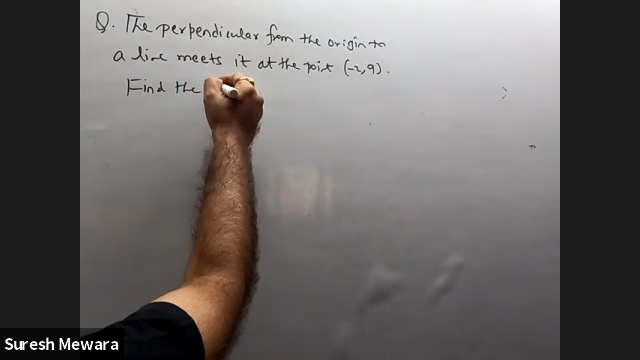 Q. The perpendicular from the origin to
a line meets it at the point (-2,9).
Find the
Suresh Mewara